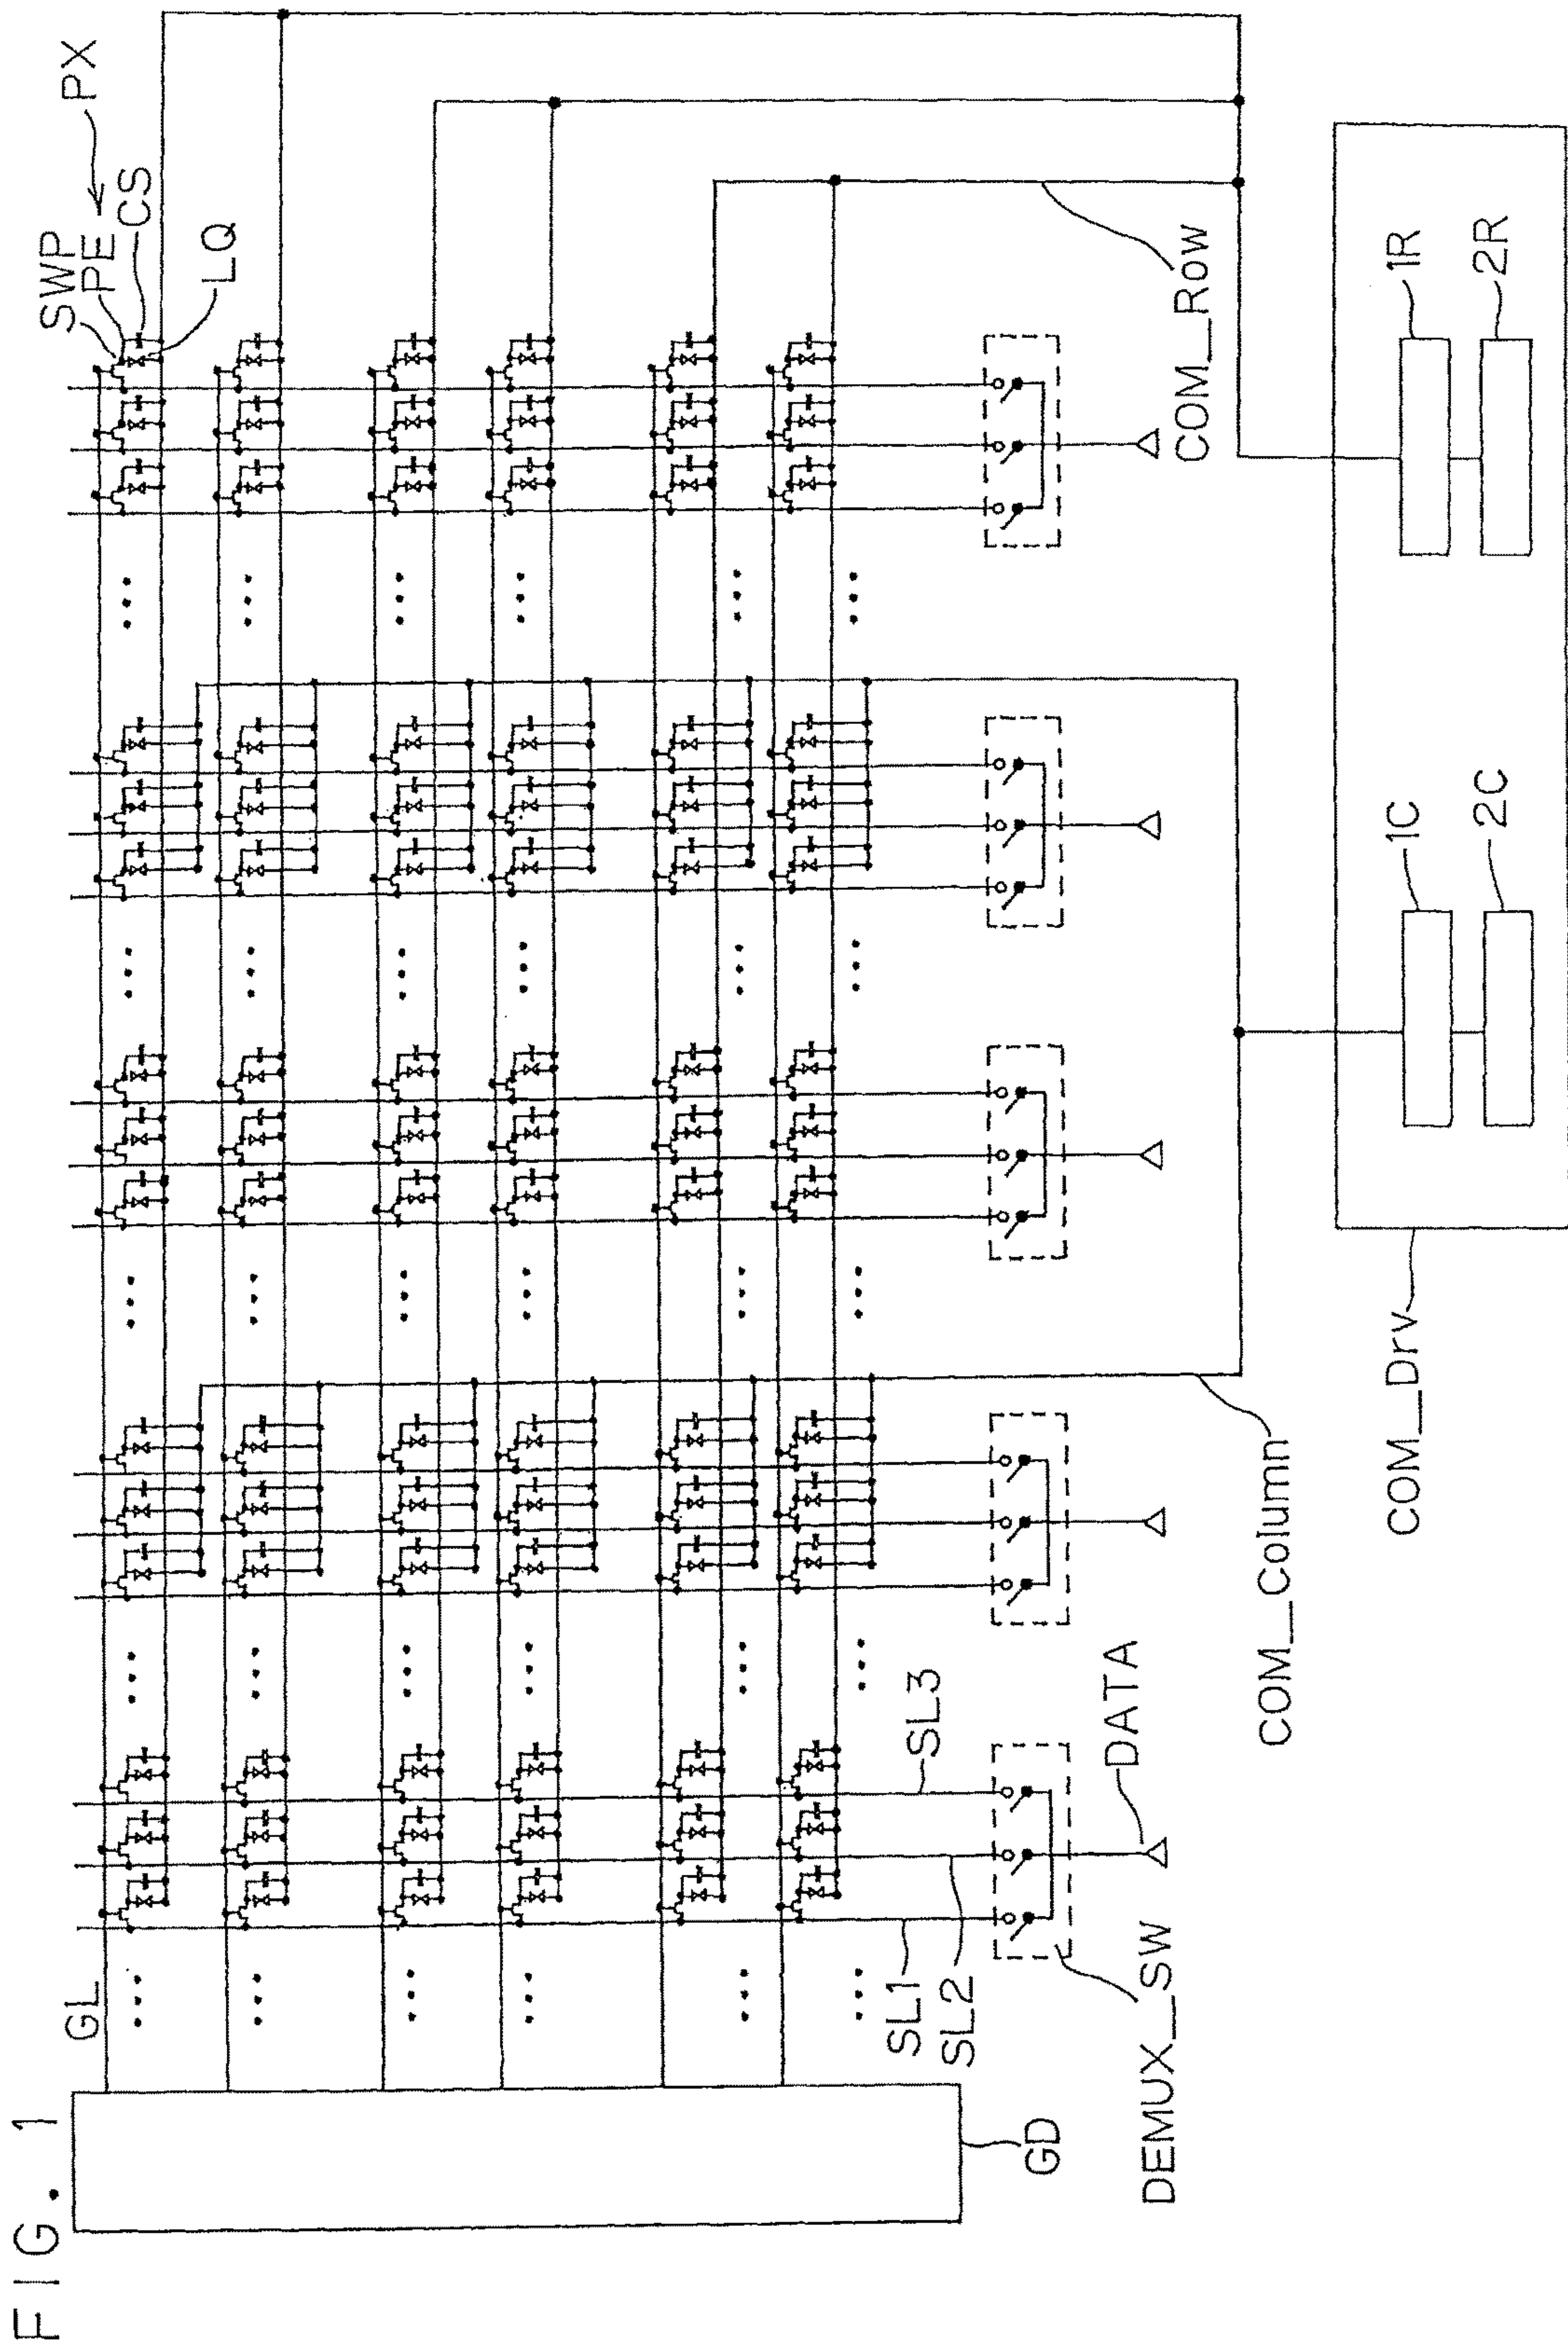 FIG. 1
GL
SWP
PE
PX
CS
LQ
SL1
SL2
SL3
GD
DEMUX_SW
DATA
COM_Column
COM_Row
COM_Drv
1C
2C
1R
2R